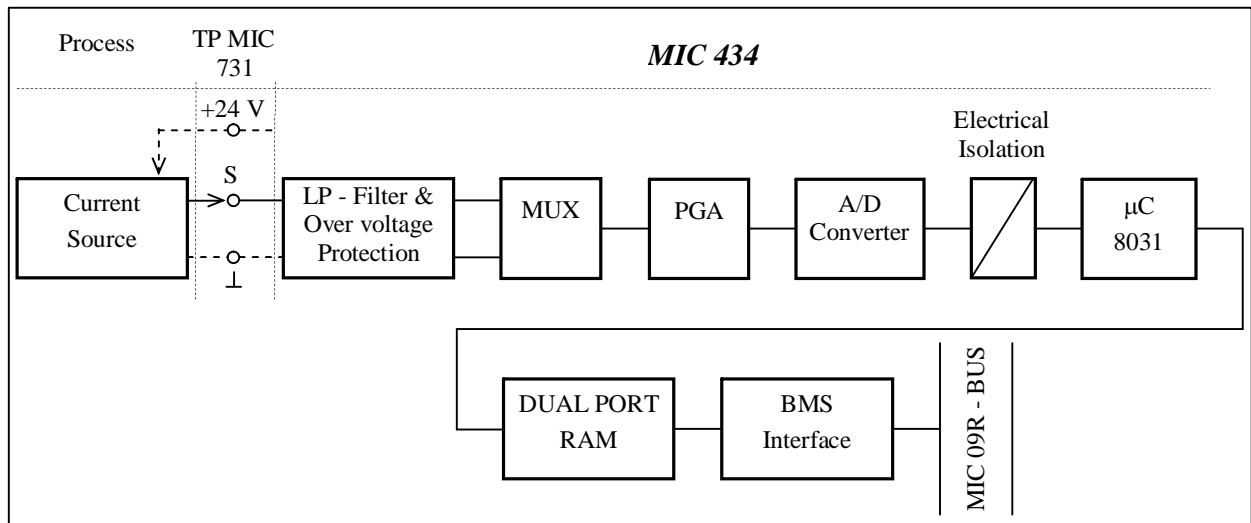 Process
TP MIC
731
MIC 434
+24 V
Electrical
Isolation
S
Current
Source
LP - Filter &
Over voltage
Protection
MUX
PGA
A/D
Converter
μC
8031
⊥
DUAL PORT
RAM
BMS
Interface
MIC 09R - BUS